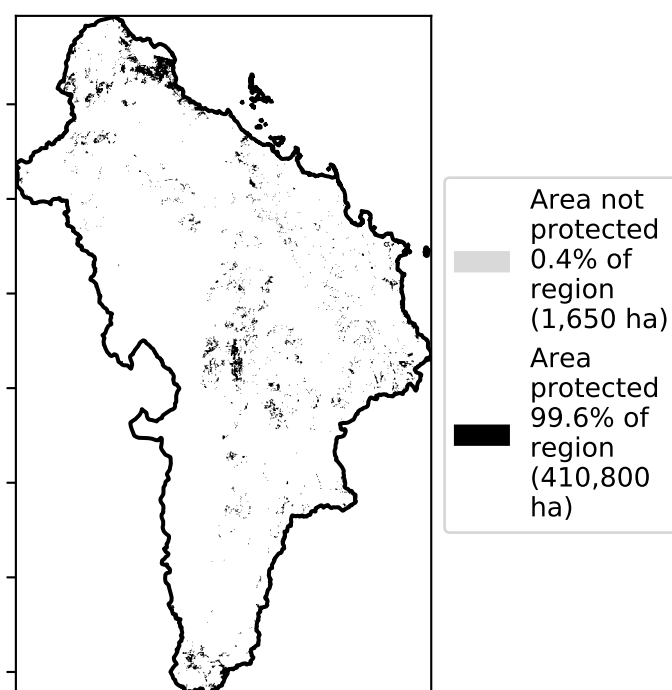 Area not
protected
0.4% of
region
(1,650 ha)
Area
protected
99.6% of
region
(410,800
ha)